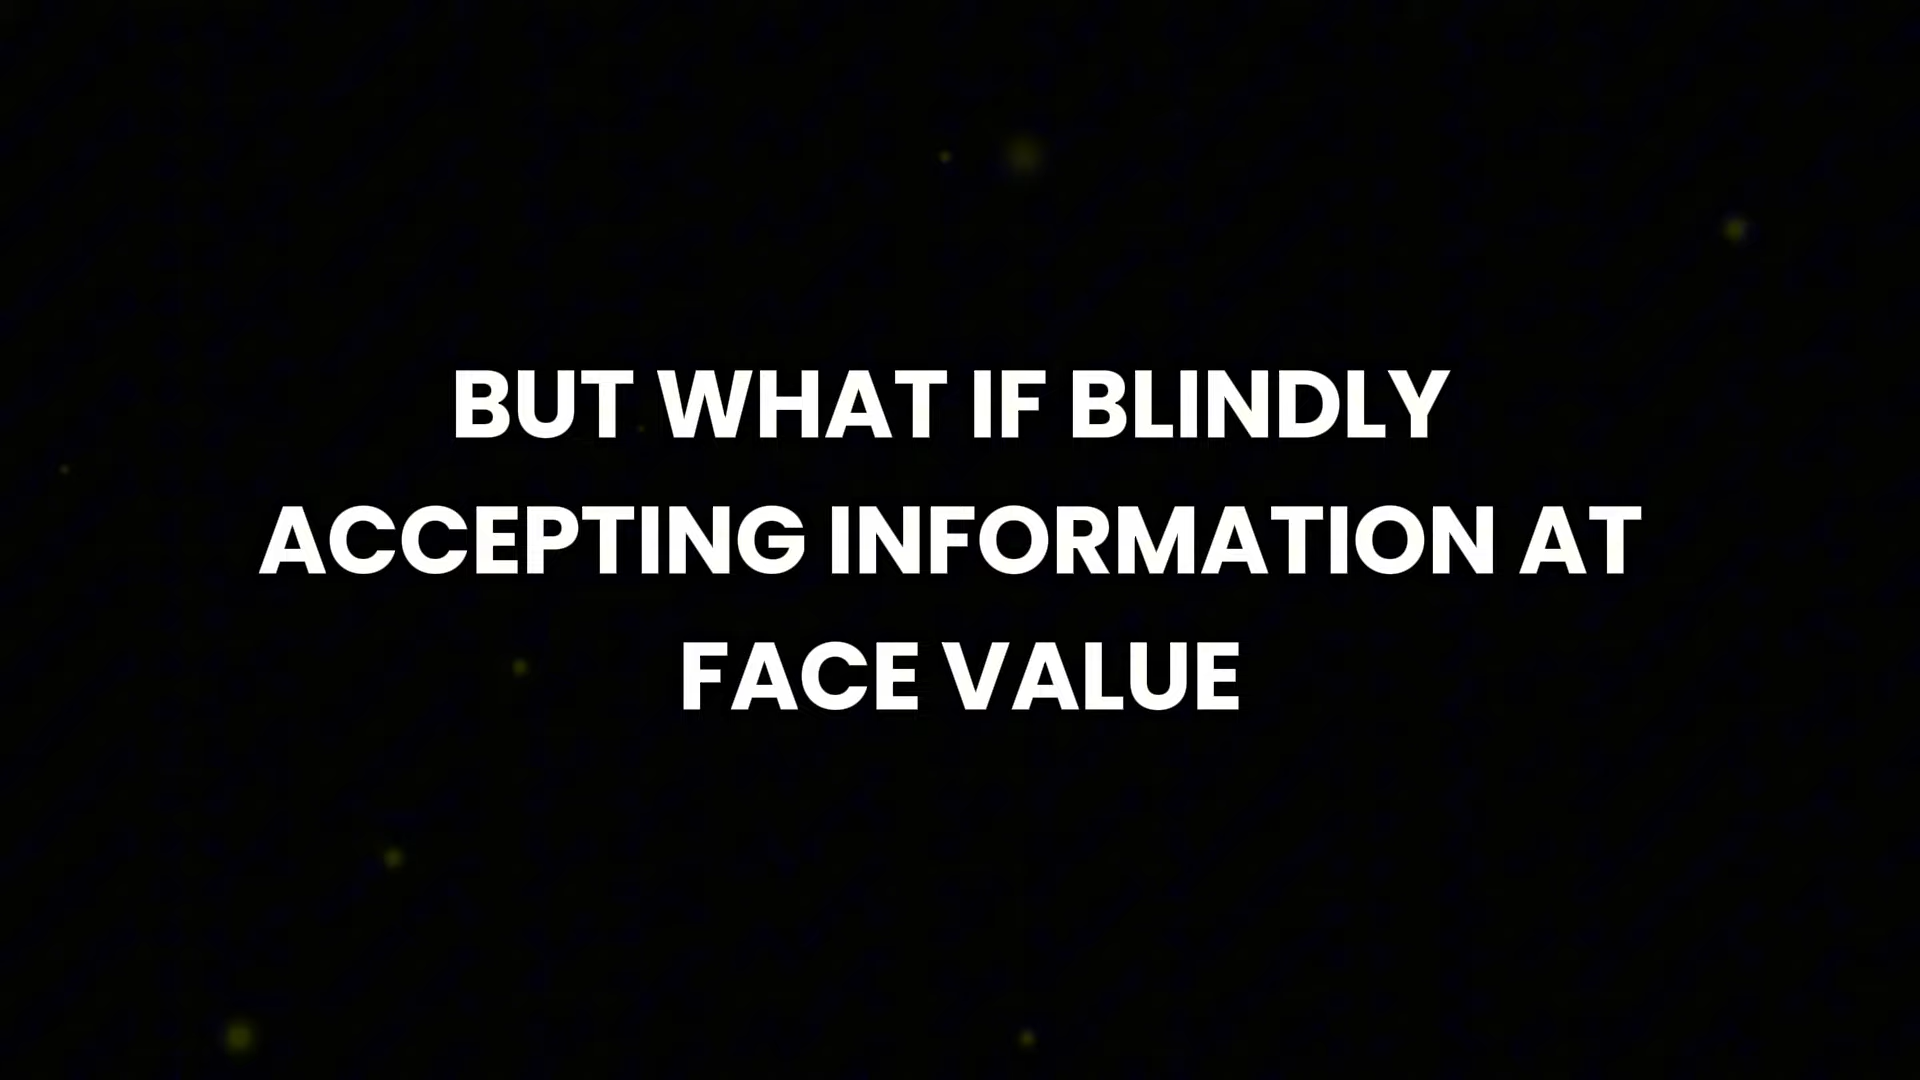 BUT WHAT IF BLINDLY
ACCEPTING INFORMATION AT
FACE VALUE